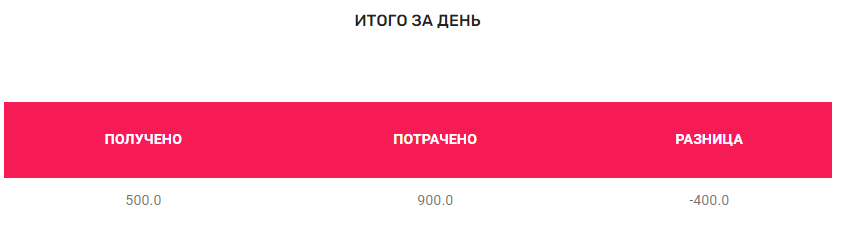 ИТОГО ЗА ДЕНЬ
ПОЛУЧЕНО ПОТРАЧЕНО РАЗНИЦА
500.0 900.0 -400.0